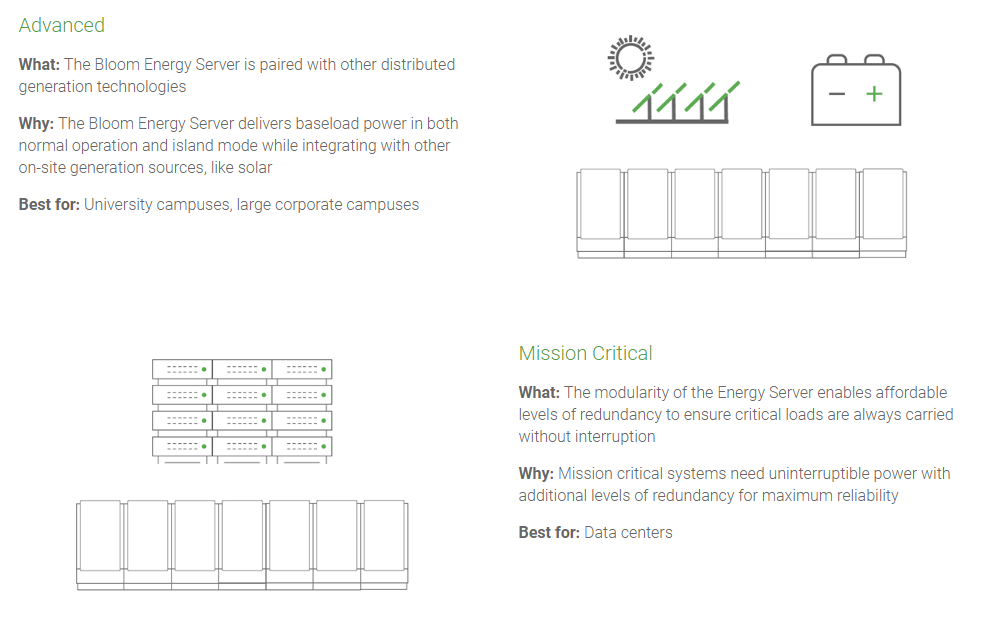 Advanced
What: The Bloom Energy Server is paired with other distributed
generation technologies
Why: The Bloom Energy Server delivers baseload power in both
normal operation and island mode while integrating with other
on-site generation sources, like solar
Best for: University campuses, large corporate campuses
Mission Critical
What: The modularity of the Energy Server enables affordable
levels of redundancy to ensure critical loads are always carried
without interruption
Why: Mission critical systems need uninterruptible power with
additional levels of redundancy for maximum reliability
Best for: Data centers